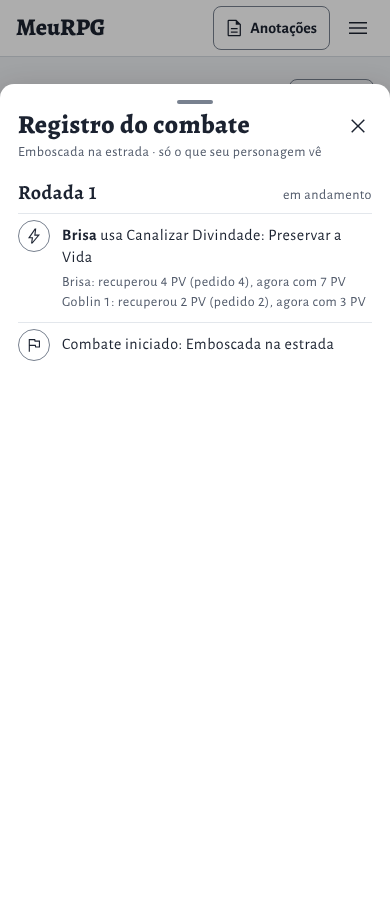 MeuRPG
Anotações
Registro do combate
Emboscada na estrada · só o que seu personagem vê
Rodada 1
em andamento
Brisa usa Canalizar Divindade: Preservar a
Vida
Brisa: recuperou 4 PV (pedido 4), agora com 7 PV
Goblin 1: recuperou 2 PV (pedido 2), agora com 3 PV
Combate iniciado: Emboscada na estrada